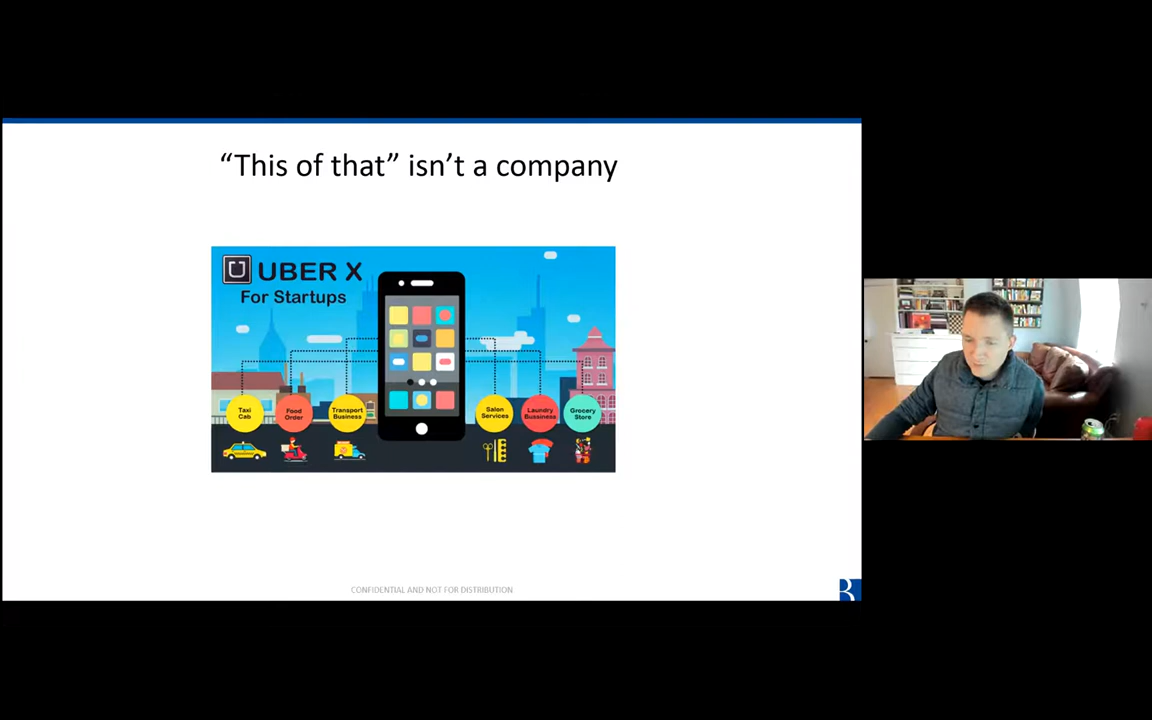 “This of that” isn’t a company
UBER X
For Startups
Taxi
Cab
Food
Order
Transport
Business
Salon
Services
Laundry
Bussiness
Grocery
Store
CONFIDENTIAL AND NOT FOR DISTRIBUTION